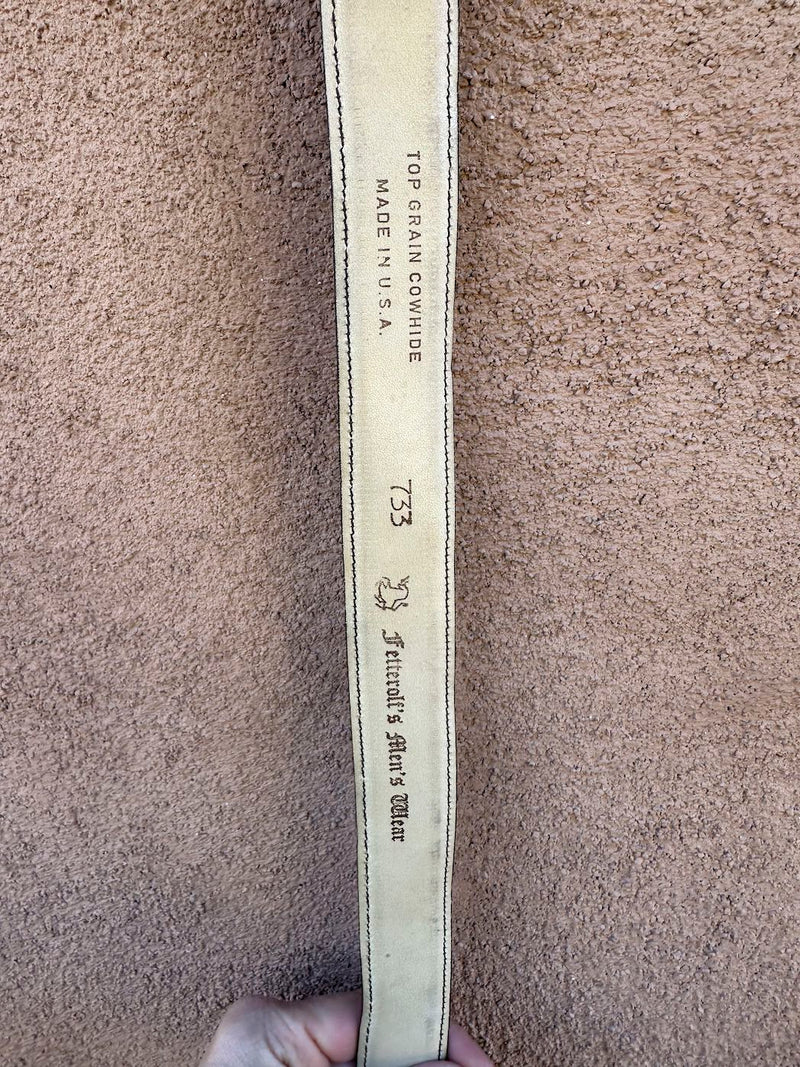 TOP GRAIN COWHIDE
MADE IN U.S.A.
733
Fetterolf's Men's Wear